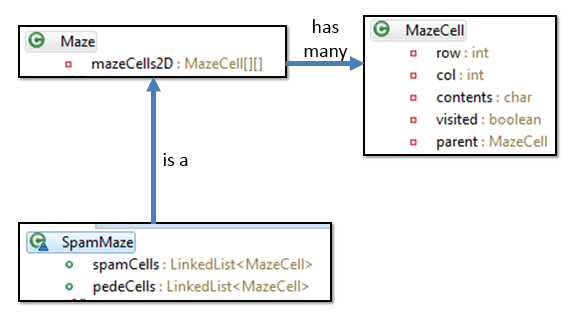 Maze
mazeCells2D : MazeCell[][]
has
many
MazeCell
row : int
col : int
contents : char
visited : boolean
parent : MazeCell
is a
SpamMaze
spamCells : LinkedList<MazeCell>
pedeCells : LinkedList<MazeCell>